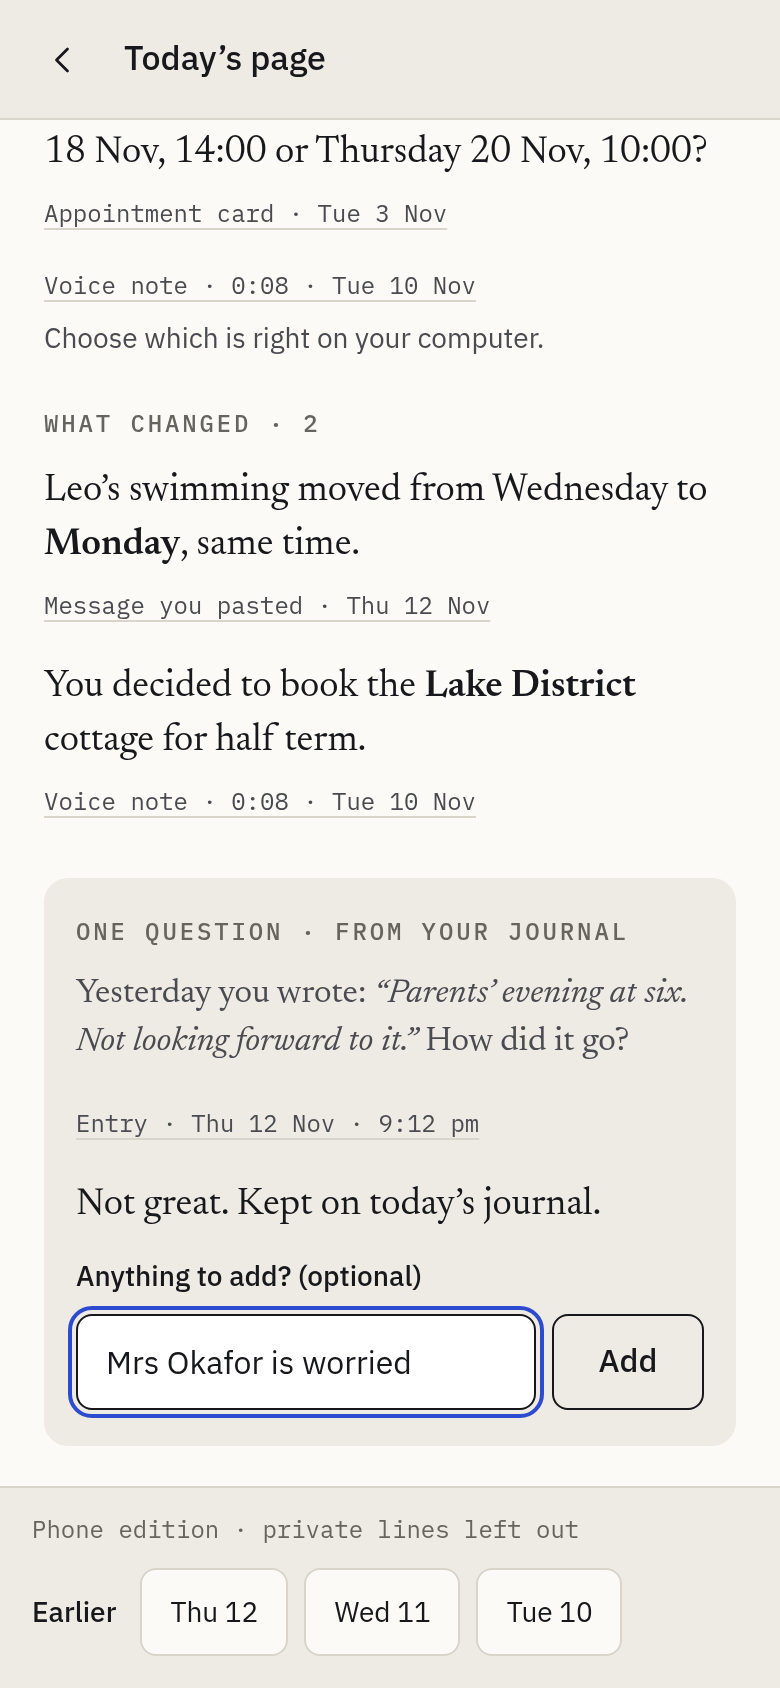 Today’s page
18 Nov, 14:00 or Thursday 20 Nov, 10:00?
Appointment card · Tue 3 Nov
Voice note · 0:08 · Tue 10 Nov
Choose which is right on your computer.
WHAT CHANGED · 2
Leo’s swimming moved from Wednesday to
Monday, same time.
Message you pasted · Thu 12 Nov
You decided to book the Lake District
cottage for half term.
Voice note · 0:08 · Tue 10 Nov
ONE QUESTION · FROM YOUR JOURNAL
Yesterday you wrote: “Parents’ evening at six.
Not looking forward to it.” How did it go?
Entry · Thu 12 Nov · 9:12 pm
Not great. Kept on today’s journal.
Anything to add? (optional)
Mrs Okafor is worried
Add
Phone edition · private lines left out
Earlier
Thu 12
Wed 11
Tue 10